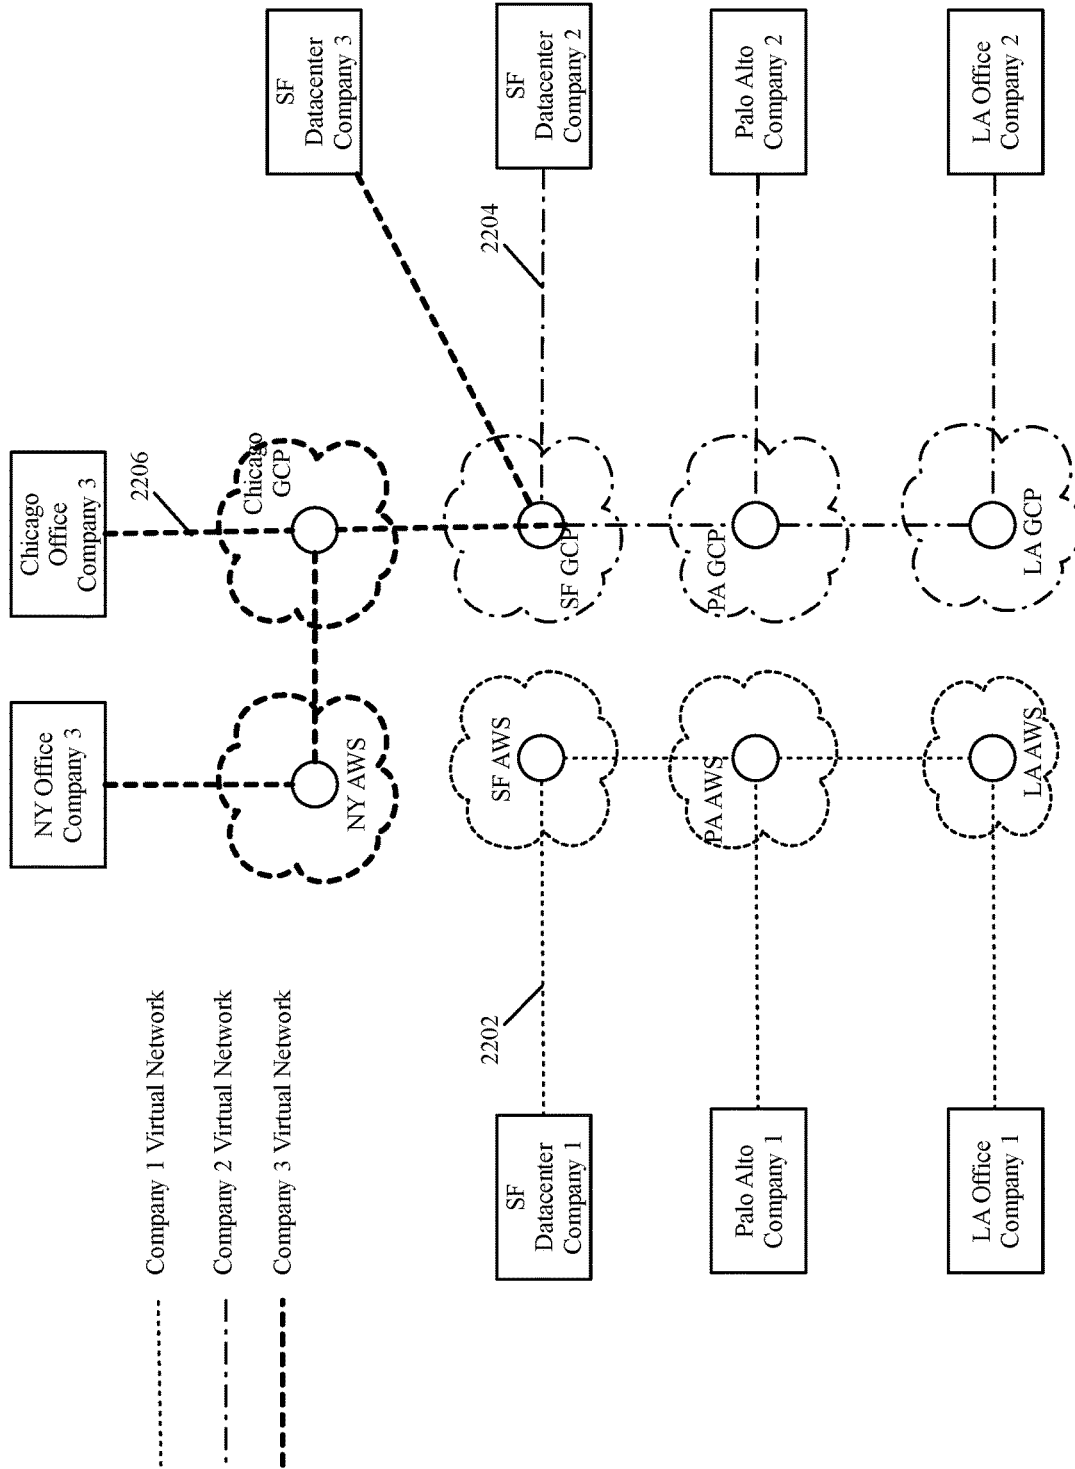 Company 1 Virtual Network
Company 2 Virtual Network
Company 3 Virtual Network
NY Office
Company 3
Chicago
Office
Company 3
2206
NY AWS
Chicago
GCP
SF
Datacenter
Company 3
SF
Datacenter
Company 1
2202
SF AWS
SF GCP
2204
SF
Datacenter
Company 2
Palo Alto
Company 1
PA AWS
PA GCP
Palo Alto
Company 2
LA Office
Company 1
LA AWS
LA GCP
LA Office
Company 2